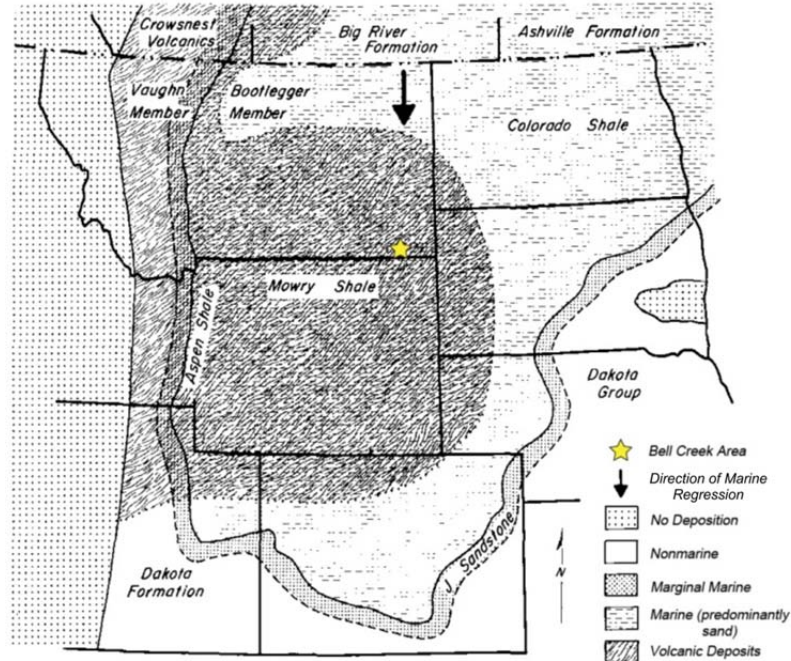 Crowsnest
Volcanics
Big River
Formation
Ashville Formation
Vaughn
Member
Bootlegger
Member
Colorado Shale
Mowry Shale
Aspen Shale
Dakota
Group
J Sandstone
Dakota
Formation
N
Bell Creek Area
Direction of Marine
Regression
No Deposition
Nonmarine
Marginal Marine
Marine (predominantly
sand)
Volcanic Deposits